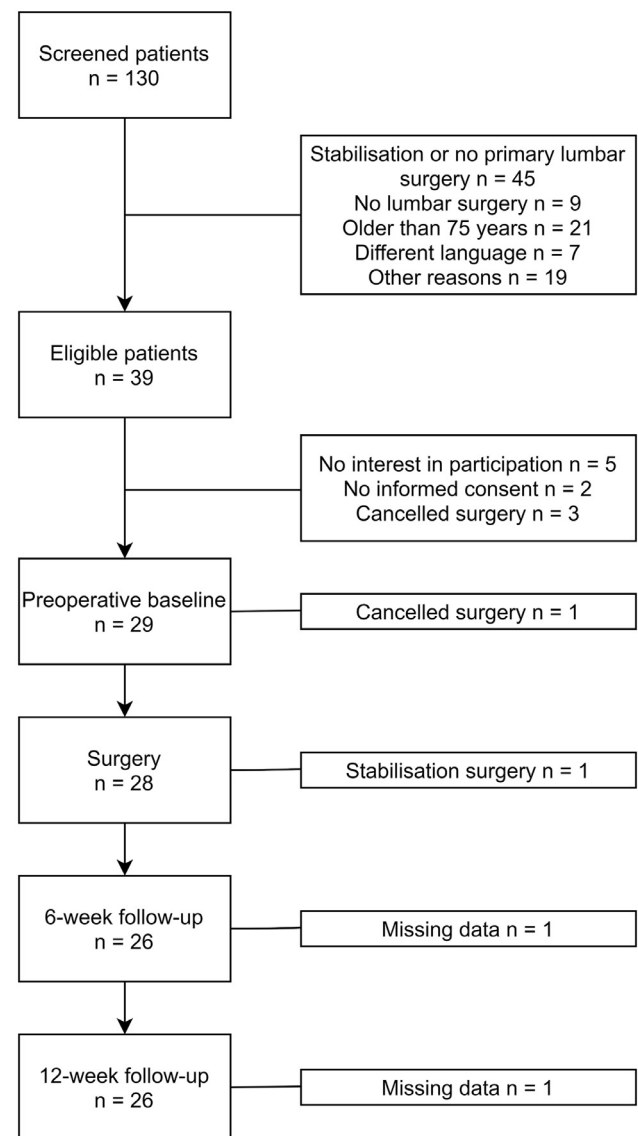 Screened patients
n = 130
Stabilisation or no primary lumbar
surgery n = 45
No lumbar surgery n = 9
Older than 75 years n = 21
Different language n = 7
Other reasons n = 19
Eligible patients
n = 39
No interest in participation n = 5
No informed consent n = 2
Cancelled surgery n = 3
Preoperative baseline
n = 29
Cancelled surgery n = 1
Surgery
n = 28
Stabilisation surgery n = 1
6-week follow-up
n = 26
Missing data n = 1
12-week follow-up
n = 26
Missing data n = 1